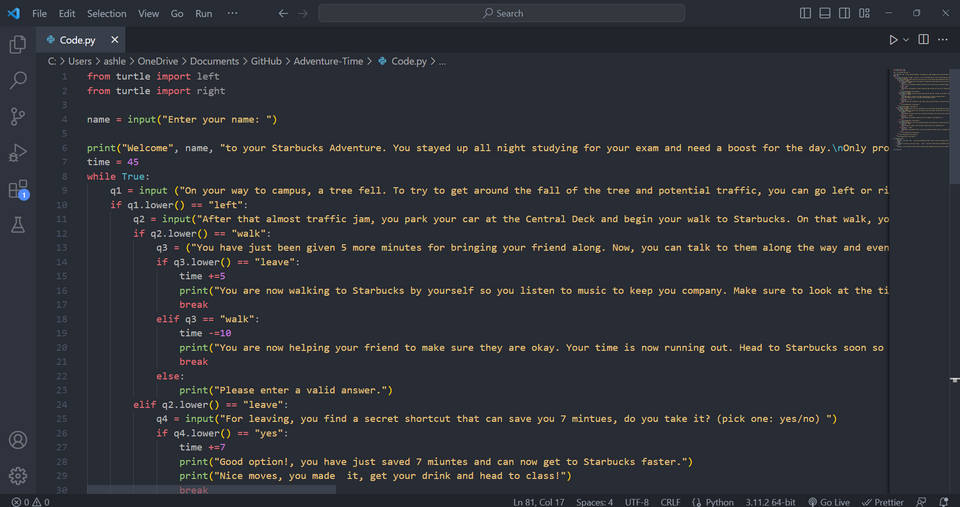 File Edit Selection View Go Run ··· Search
Code.py
C: > Users > ashle > OneDrive > Documents > GitHub > Adventure-Time > Code.py > ...
1 from turtle import left
2 from turtle import right
3
4 name = input("Enter your name: ")
5
6 print("Welcome", name, "to your Starbucks Adventure. You stayed up all night studying for your exam and need a boost for the day.\nOnly pro
7 time = 45
8 while True:
9 q1 = input ("On your way to campus, a tree fell. To try to get around the fall of the tree and potential traffic, you can go left or ri
10 if q1.lower() == "left":
11 q2 = input("After that almost traffic jam, you park your car at the Central Deck and begin your walk to Starbucks. On that walk, yo
12 if q2.lower() == "walk":
13 q3 = ("You have just been given 5 more minutes for bringing your friend along. Now, you can talk to them along the way and even
14 if q3.lower() == "leave":
15 time +=5
16 print("You are now walking to Starbucks by yourself so you listen to music to keep you company. Make sure to look at the ti
17 break
18 elif q3 == "walk":
19 time -=10
20 print("You are now helping your friend to make sure they are okay. Your time is now running out. Head to Starbucks soon so
21 break
22 else:
23 print("Please enter a valid answer.")
24 elif q2.lower() == "leave":
25 q4 = input("For leaving, you find a secret shortcut that can save you 7 mintues, do you take it? (pick one: yes/no) ")
26 if q4.lower() == "yes":
27 time +=7
28 print("Good option!, you have just saved 7 miuntes and can now get to Starbucks faster.")
29 print("Nice moves, you made  it, get your drink and head to class!")
30 break
1
0 0 Ln 81, Col 17 Spaces: 4 UTF-8 CRLF Python 3.11.2 64-bit Go Live Prettier